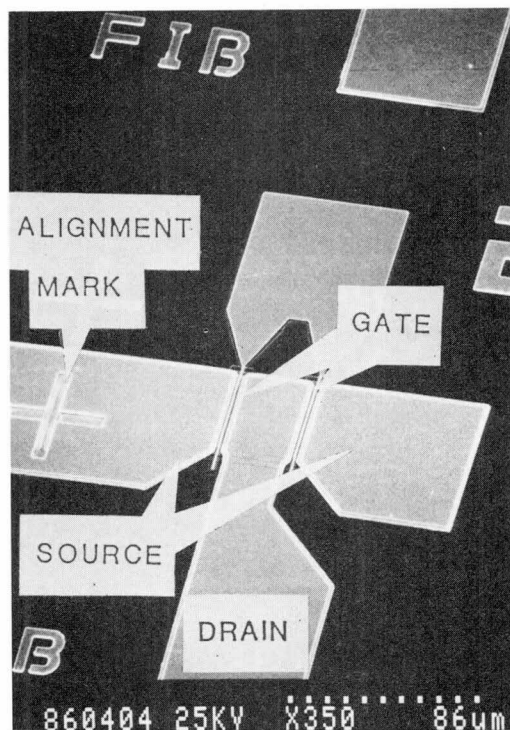 FIB
ALIGNMENT
MARK
GATE
SOURCE
DRAIN
B
860404 25KV X350 86µm